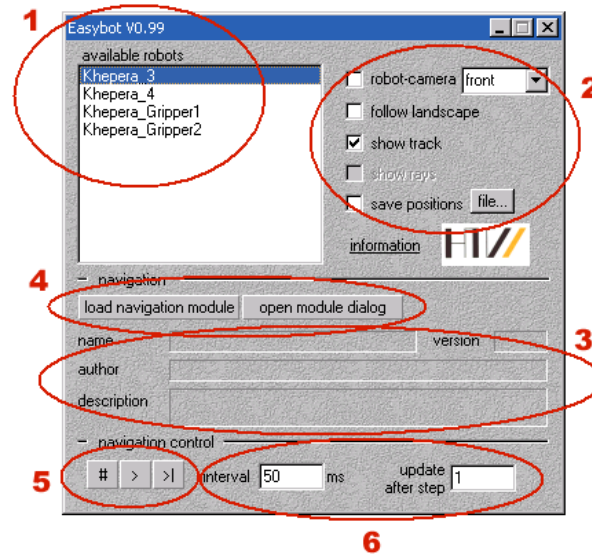 1
Easybot V0.99
available robots
Khepera_3
Khepera_4
Khepera_Gripper1
Khepera_Gripper2
robot-camera front
2
follow landscape
show track
show rays
save positions file...
information
HTW
4
navigation
load navigation module open module dialog
3
name version
author
description
navigation control
5
# > >| interval 50 ms update after step 1
6